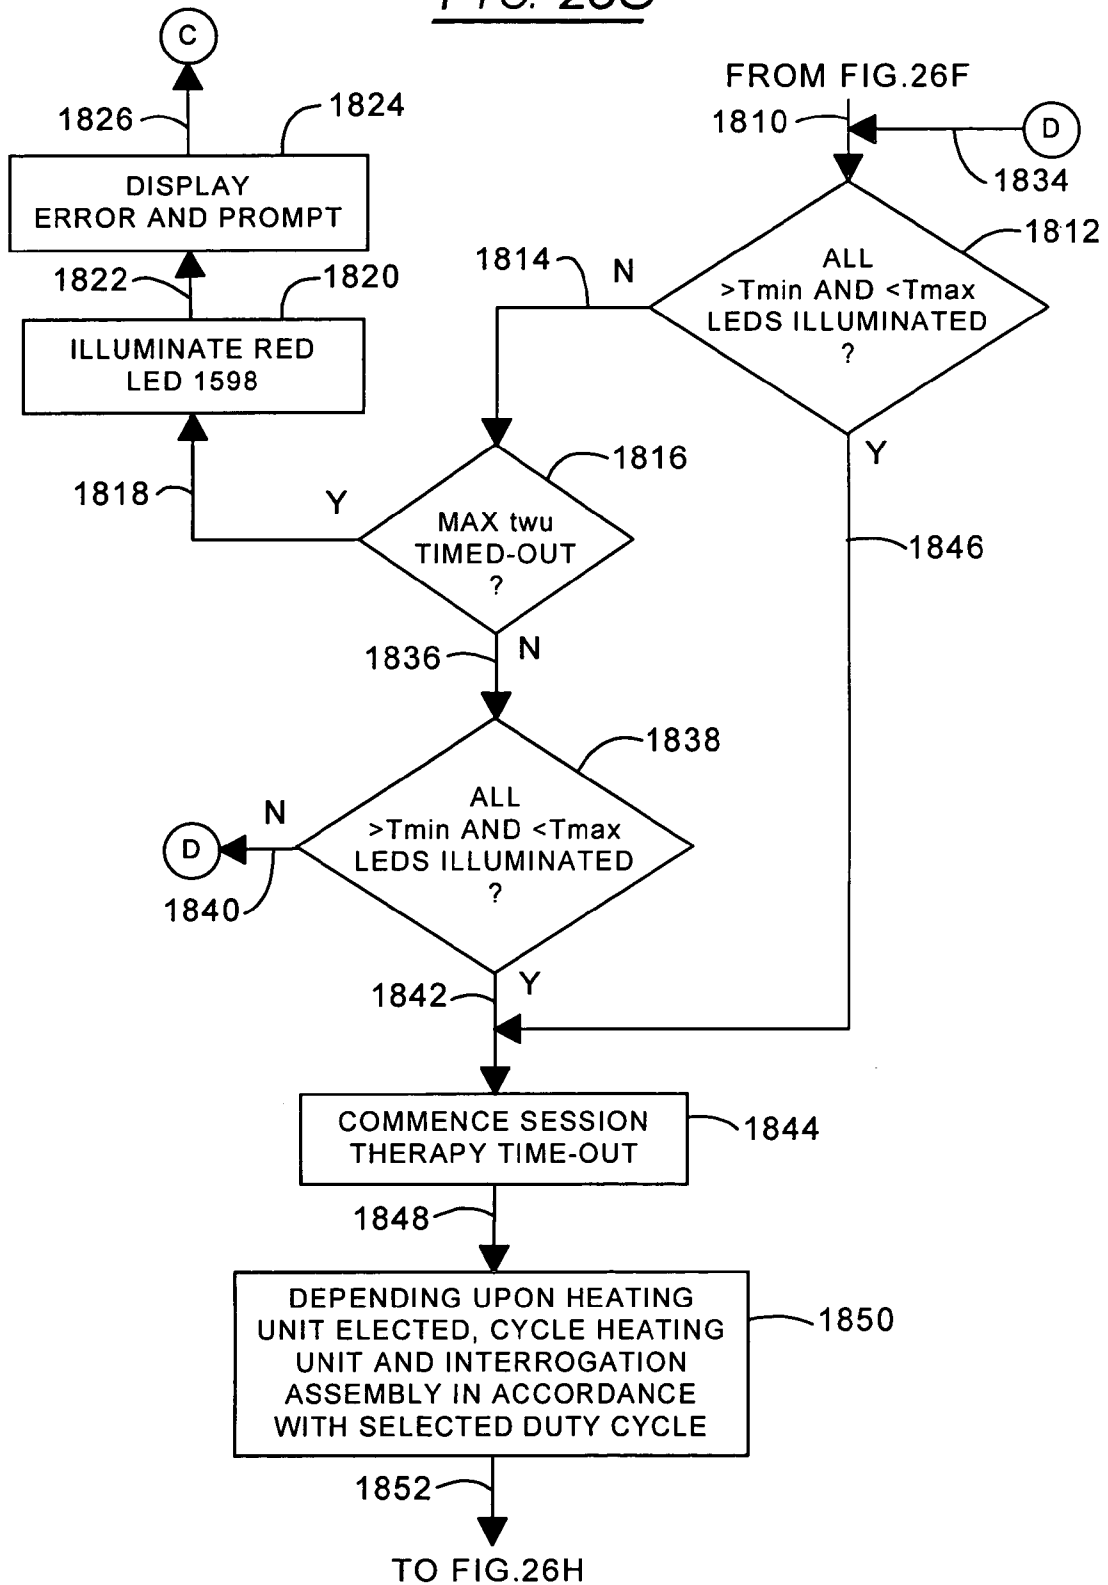 C
FROM FIG.26F
1826
1824
1810
D
1834
DISPLAY
ERROR AND PROMPT
1822
1820
1814
N
1812
ALL
>Tmin AND <Tmax
LEDS ILLUMINATED
?
ILLUMINATE RED
LED 1598
Y
1818
Y
1816
MAX twu
TIMED-OUT
?
1846
1836
N
1838
ALL
>Tmin AND <Tmax
LEDS ILLUMINATED
?
N
D
1840
1842
Y
COMMENCE SESSION
THERAPY TIME-OUT
1844
1848
DEPENDING UPON HEATING
UNIT ELECTED, CYCLE HEATING
UNIT AND INTERROGATION
ASSEMBLY IN ACCORDANCE
WITH SELECTED DUTY CYCLE
1850
1852
TO FIG.26H